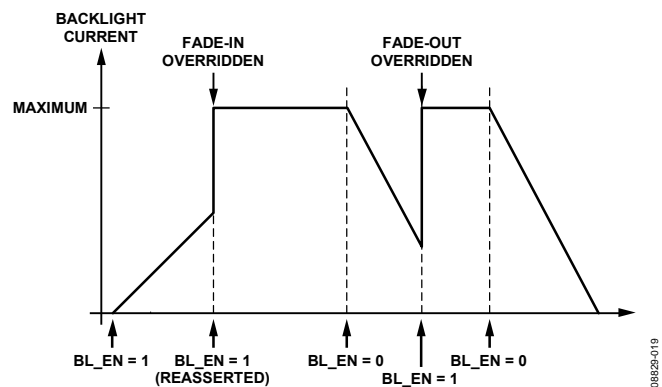 BACKLIGHT
CURRENT
FADE-IN
OVERRIDDEN
FADE-OUT
OVERRIDDEN
MAXIMUM
BL_EN = 1
BL_EN = 1
(REASSERTED)
BL_EN = 0
BL_EN = 1
BL_EN = 0
08829-019